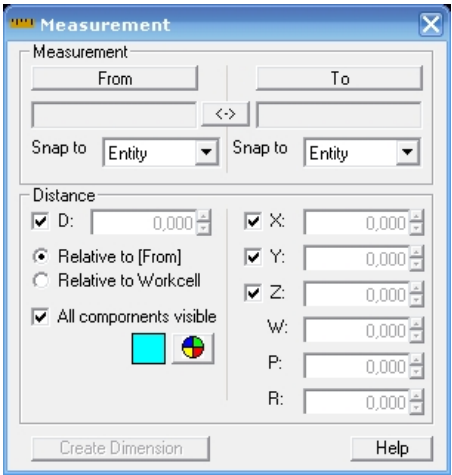 Measurement
Measurement
From To
<->
Snap to Entity Snap to Entity
Distance
D: 0,000 X: 0,000
Relative to [From] Y: 0,000
Relative to Workcell Z: 0,000
All compornents visible W: 0,000
P: 0,000
R: 0,000
Create Dimension Help